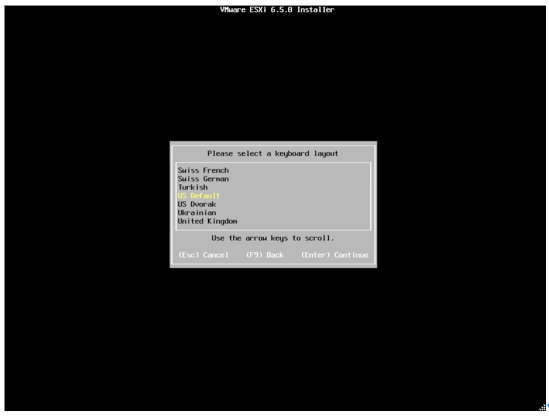 VMware ESXi 6.5.0 Installer
Please select a keyboard layout
Swiss French
Swiss German
Turkish
US Default
US Dvorak
Ukrainian
United Kingdom
Use the arrow keys to scroll.
(Esc) Cancel (F9) Back (Enter) Continue